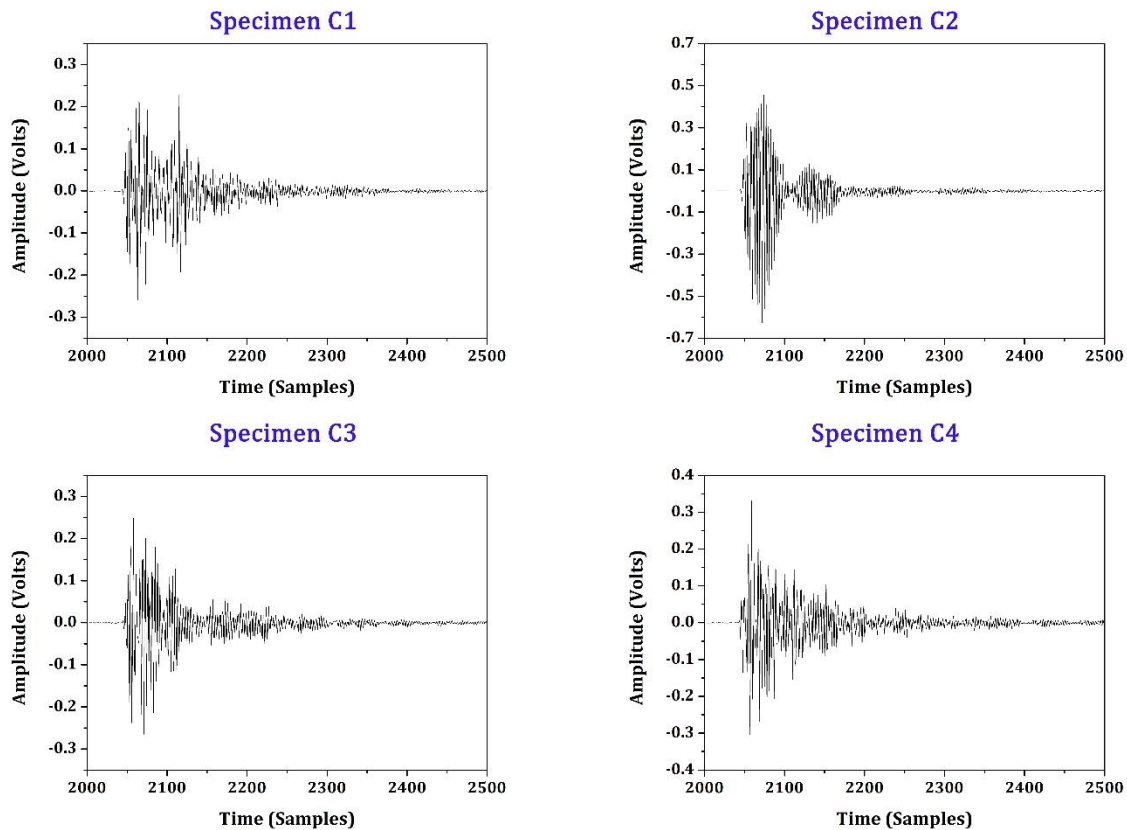 Specimen C1
0.3
0.2
0.1
0.0
-0.1
-0.2
-0.3
Amplitude (Volts)
2000 2100 2200 2300 2400 2500
Time (Samples)
Specimen C2
0.7
0.5
0.3
0.1
-0.1
-0.3
-0.5
-0.7
Amplitude (Volts)
2000 2100 2200 2300 2400 2500
Time (Samples)
Specimen C3
0.3
0.2
0.1
0.0
-0.1
-0.2
-0.3
Amplitude (Volts)
2000 2100 2200 2300 2400 2500
Time (Samples)
Specimen C4
0.4
0.3
0.2
0.1
0.0
-0.1
-0.2
-0.3
-0.4
Amplitude (Volts)
2000 2100 2200 2300 2400 2500
Time (Samples)